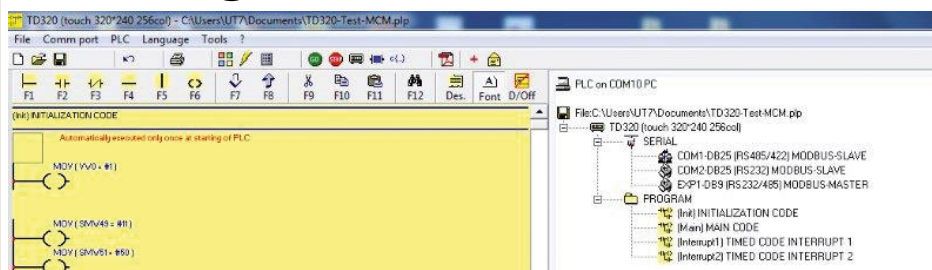 TD320 (touch 320*240 256col) - C:\Users\UT7\Documents\TD320-Test-MCM.plp
File Comm port PLC Language Tools ?
F1 F2 F3 F4 F5 F6 F7 F8 F9 F10 F11 F12 Des. Font D/Off
(Init) INITIALIZATION CODE
Automatically executed only once at starting of PLC
MOV ( VV0 = #1)
MOV ( SMV49 = #11)
MOV ( SMV51 = #50)
PLC on COM10 PC
File:C:\Users\UT7\Documents\TD320-Test-MCM.plp
TD320 (touch 320*240 256col)
SERIAL
COM1-DB25 (RS485/422) MODBUS-SLAVE
COM2-DB25 (RS232) MODBUS-SLAVE
EXP1-DB9 (RS232/485) MODBUS-MASTER
PROGRAM
(Init) INITIALIZATION CODE
(Main) MAIN CODE
(Interrupt1) TIMED CODE INTERRUPT 1
(Interrupt2) TIMED CODE INTERRUPT 2